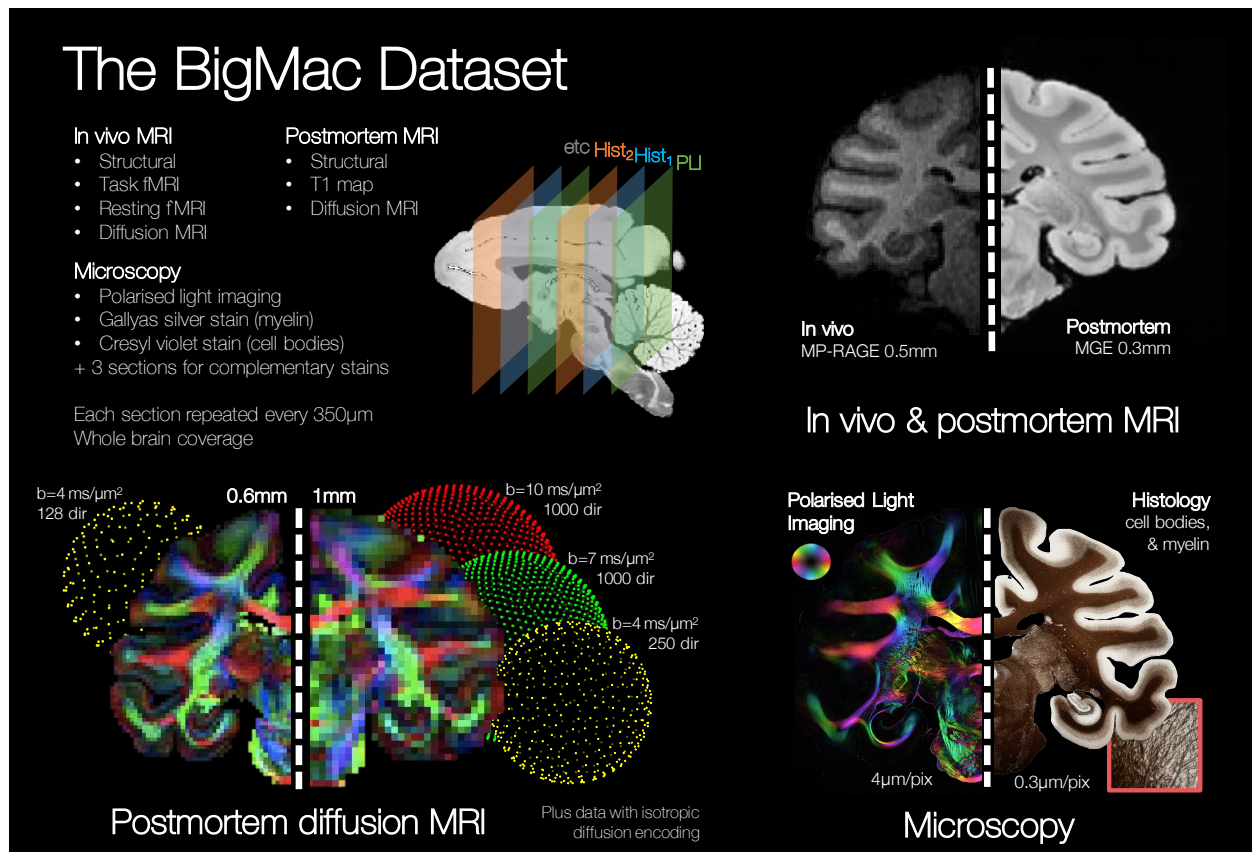 The BigMac Dataset
In vivo MRI
• Structural
• Task fMRI
• Resting fMRI
• Diffusion MRI
Postmortem MRI
• Structural
• T1 map
• Diffusion MRI
Microscopy
• Polarised light imaging
• Gallyas silver stain (myelin)
• Cresyl violet stain (cell bodies)
+ 3 sections for complementary stains
Each section repeated every 350µm
Whole brain coverage
etc Hist₂ Hist₁ PLI
In vivo
MP-RAGE 0.5mm
Postmortem
MGE 0.3mm
In vivo & postmortem MRI
b=4 ms/µm²
128 dir
0.6mm
1mm
b=10 ms/µm²
1000 dir
b=7 ms/µm²
1000 dir
b=4 ms/µm²
250 dir
Postmortem diffusion MRI
Plus data with isotropic
diffusion encoding
Polarised Light
Imaging
Histology
cell bodies,
& myelin
4µm/pix
0.3µm/pix
Microscopy